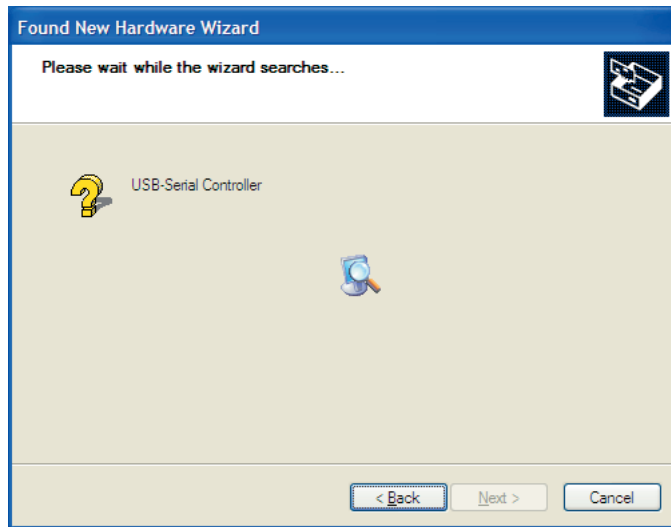 Found New Hardware Wizard
Please wait while the wizard searches...
USB-Serial Controller
< Back Next > Cancel